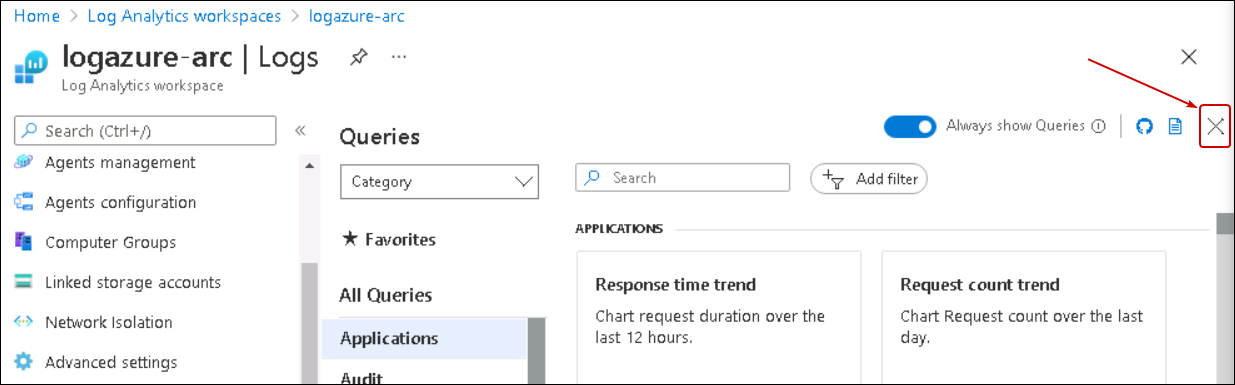 Home > Log Analytics workspaces > logazure-arc
logazure-arc | Logs ...
Log Analytics workspace
Search (Ctrl+/) «
Agents management
Agents configuration
Computer Groups
Linked storage accounts
Network Isolation
Advanced settings
Queries
Always show Queries
Category
Search
Add filter
Favorites
All Queries
Applications
Audit
APPLICATIONS
Response time trend
Chart request duration over the
last 12 hours.
Request count trend
Chart Request count over the last
day.